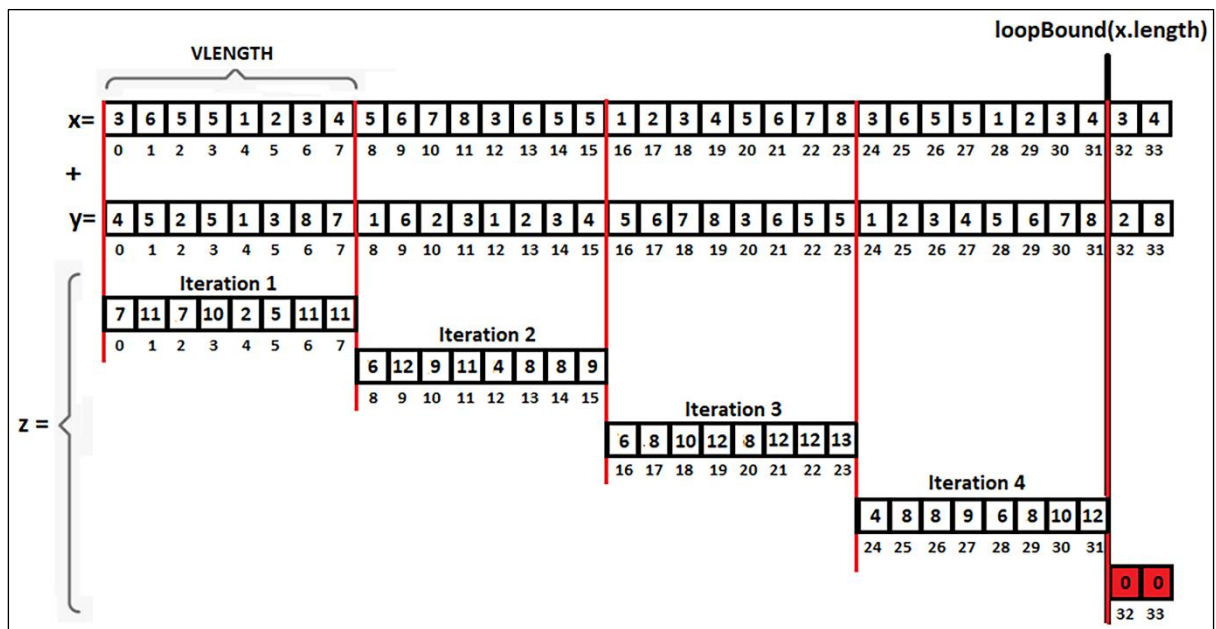 loopBound(x.length)
VLENGTH
x= 3 6 5 5 1 2 3 4 5 6 7 8 3 6 5 5 1 2 3 4 5 6 7 8 3 6 5 5 1 2 3 4 3 4
0 1 2 3 4 5 6 7 8 9 10 11 12 13 14 15 16 17 18 19 20 21 22 23 24 25 26 27 28 29 30 31 32 33
+
y= 4 5 2 5 1 3 8 7 1 6 2 3 1 2 3 4 5 6 7 8 3 6 5 5 1 2 3 4 5 6 7 8 2 8
0 1 2 3 4 5 6 7 8 9 10 11 12 13 14 15 16 17 18 19 20 21 22 23 24 25 26 27 28 29 30 31 32 33
Iteration 1
7 11 7 10 2 5 11 11
0 1 2 3 4 5 6 7
Iteration 2
6 12 9 11 4 8 8 9
8 9 10 11 12 13 14 15
Iteration 3
z =
6 8 10 12 8 12 12 13
16 17 18 19 20 21 22 23
Iteration 4
4 8 8 9 6 8 10 12
24 25 26 27 28 29 30 31
0 0
32 33